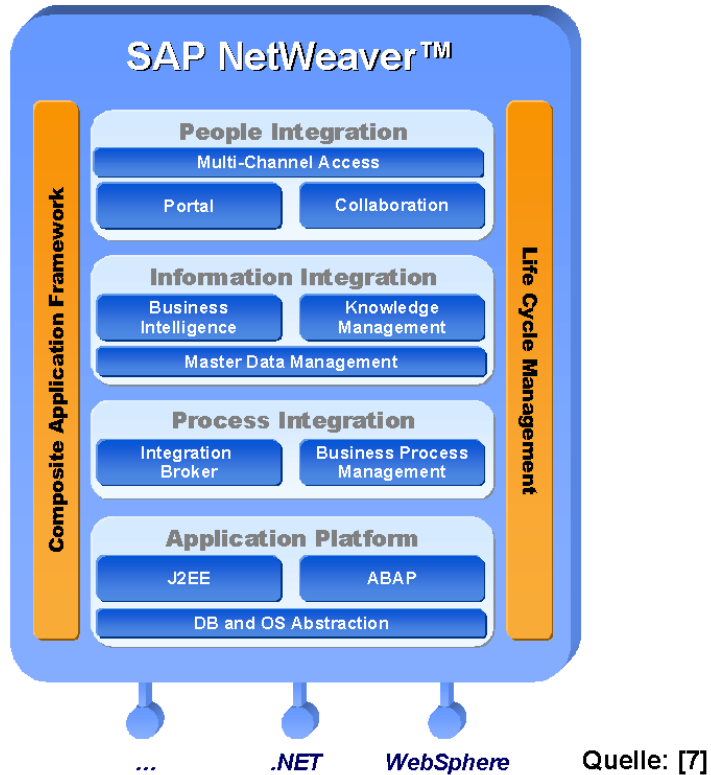 SAP NetWeaver™
Composite Application Framework
People Integration
Multi-Channel Access
Portal
Collaboration
Information Integration
Business
Intelligence
Knowledge
Management
Master Data Management
Process Integration
Integration
Broker
Business Process
Management
Application Platform
J2EE
ABAP
DB and OS Abstraction
Life Cycle Management
...
.NET
WebSphere
Quelle: [7]